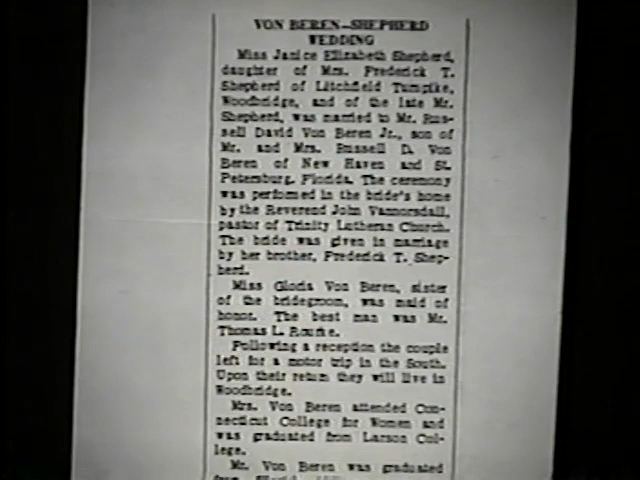 VON BEREN—SHEPHERD
WEDDING
Miss Janice Elizabeth Shepherd,
daughter of Mrs. Frederick T.
Shepherd of Litchfield Turnpike,
Woodbridge, and of the late Mr.
Shepherd, was married to Mr. Rus-
sell David Von Beren Jr., son of
Mr. and Mrs. Russell D. Von
Beren of New Haven and St.
Petersburg, Florida. The ceremony
was performed in the bride's home
by the Reverend John Vannorsdall,
pastor of Trinity Lutheran Church.
The bride was given in marriage
by her brother, Frederick T. Shep-
herd.
Miss Gloria Von Beren, sister
of the bridegroom, was maid of
honor. The best man was Mr.
Thomas L. Rourke.
Following a reception the couple
left for a motor trip in the South.
Upon their return they will live in
Woodbridge.
Mrs. Von Beren attended Con-
necticut College for Women and
was graduated from Larson Col-
lege.
Mr. Von Beren was graduated